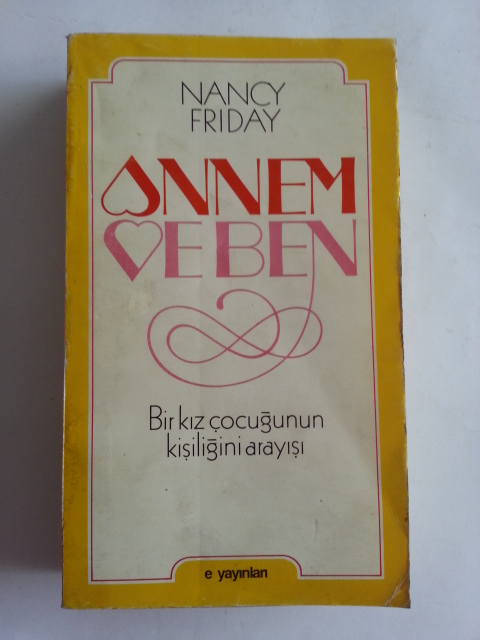 NANCY
FRIDAY
ANNEM
VE BEN
Bir kız çocuğunun
kişiliğini arayışı
e yayınları